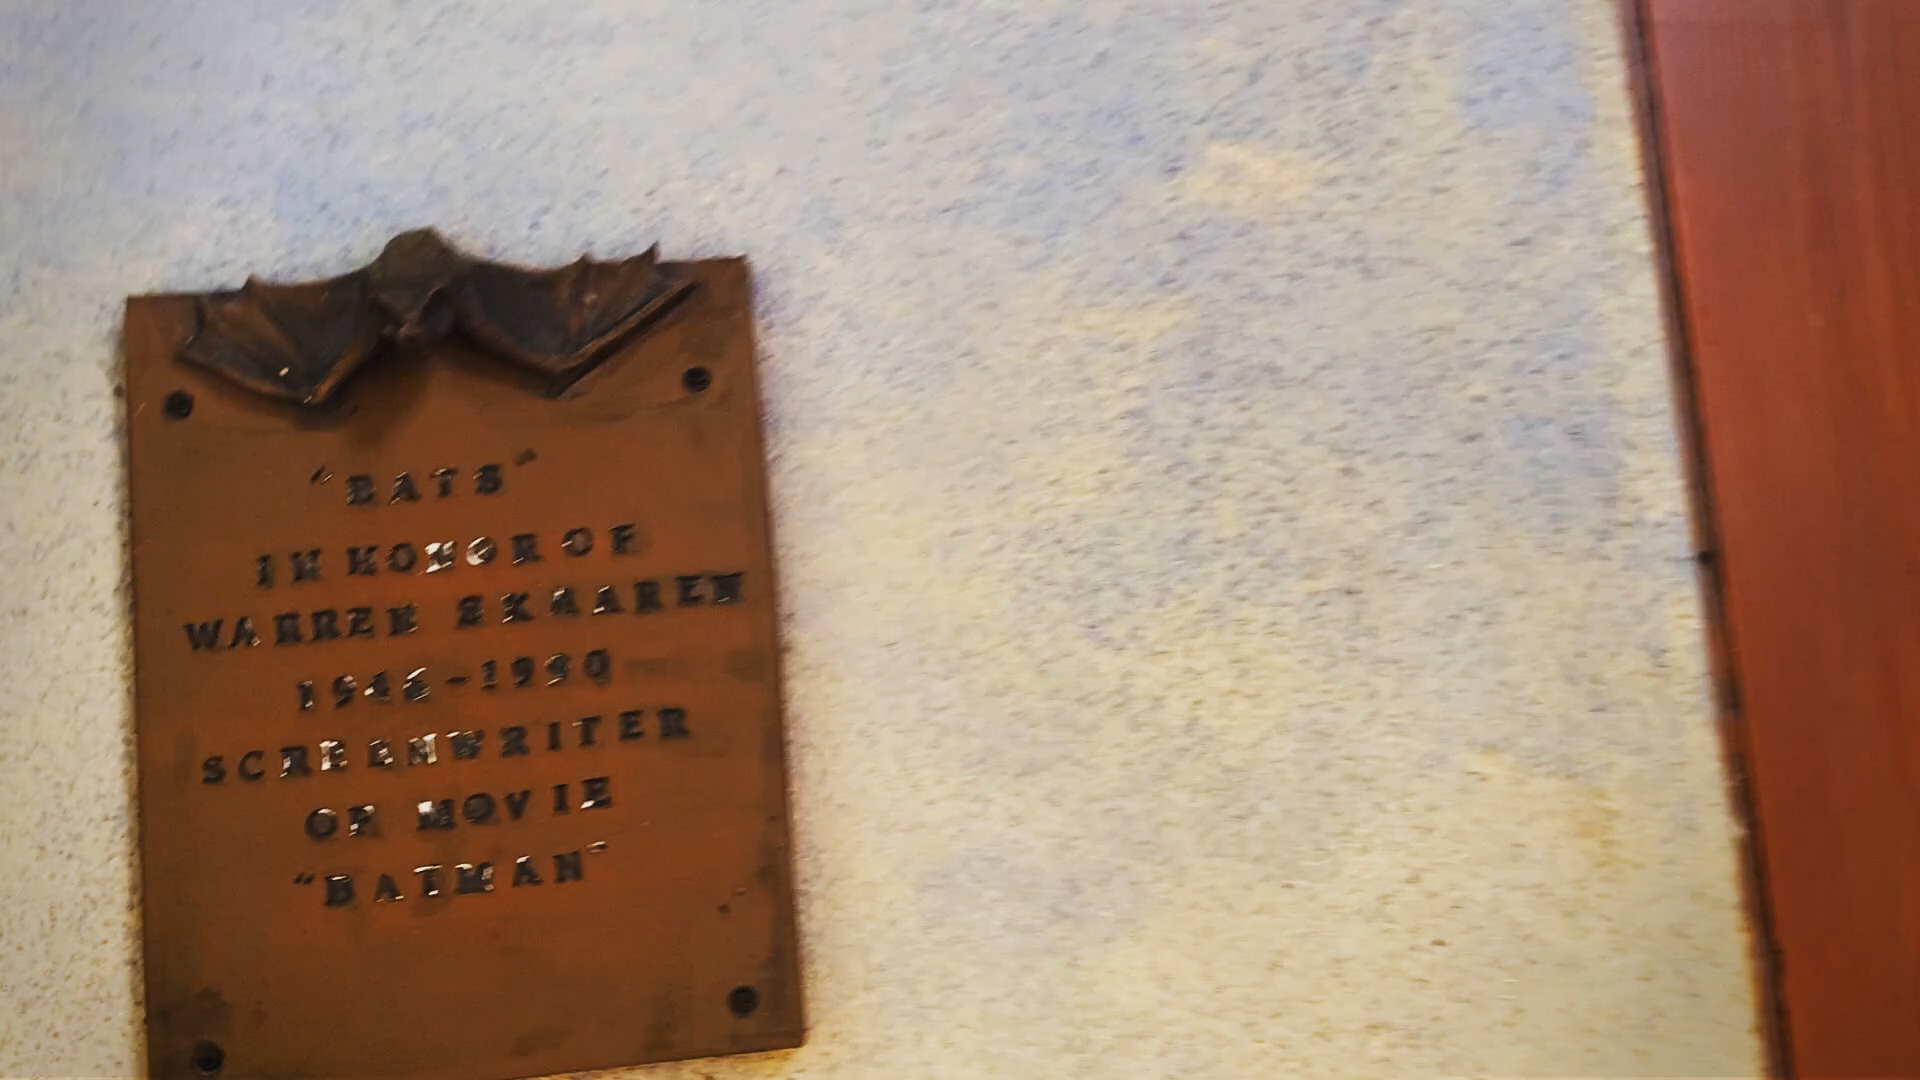 "BATS"
IN HONOR OF
WARREN SKAAREN
1946-1990
SCREENWRITER
OF MOVIE
"BATMAN"